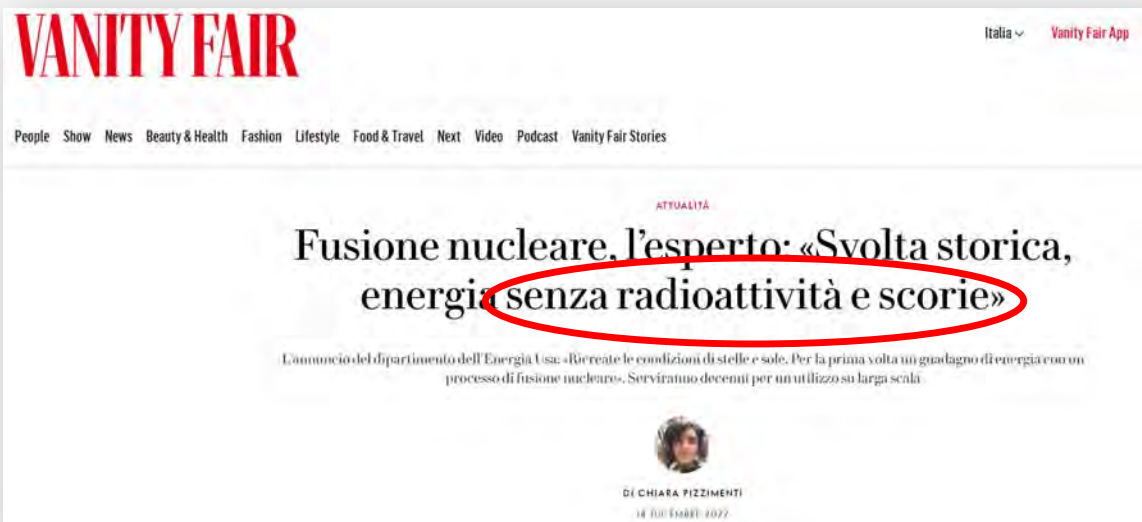 VANITY FAIR
Italia
Vanity Fair App
People Show News Beauty & Health Fashion Lifestyle Food & Travel Next Video Podcast Vanity Fair Stories
ATTUALITÀ
Fusione nucleare, l'esperto: «Svolta storica,
energia senza radioattività e scorie»
L'annuncio del dipartimento dell'Energia Usa: «Ricreate le condizioni di stelle e sole. Per la prima volta un guadagno di energia con un
processo di fusione nucleare». Serviranno decenni per un utilizzo su larga scala
DI CHIARA PIZZIMENTI
DICEMBRE 2022